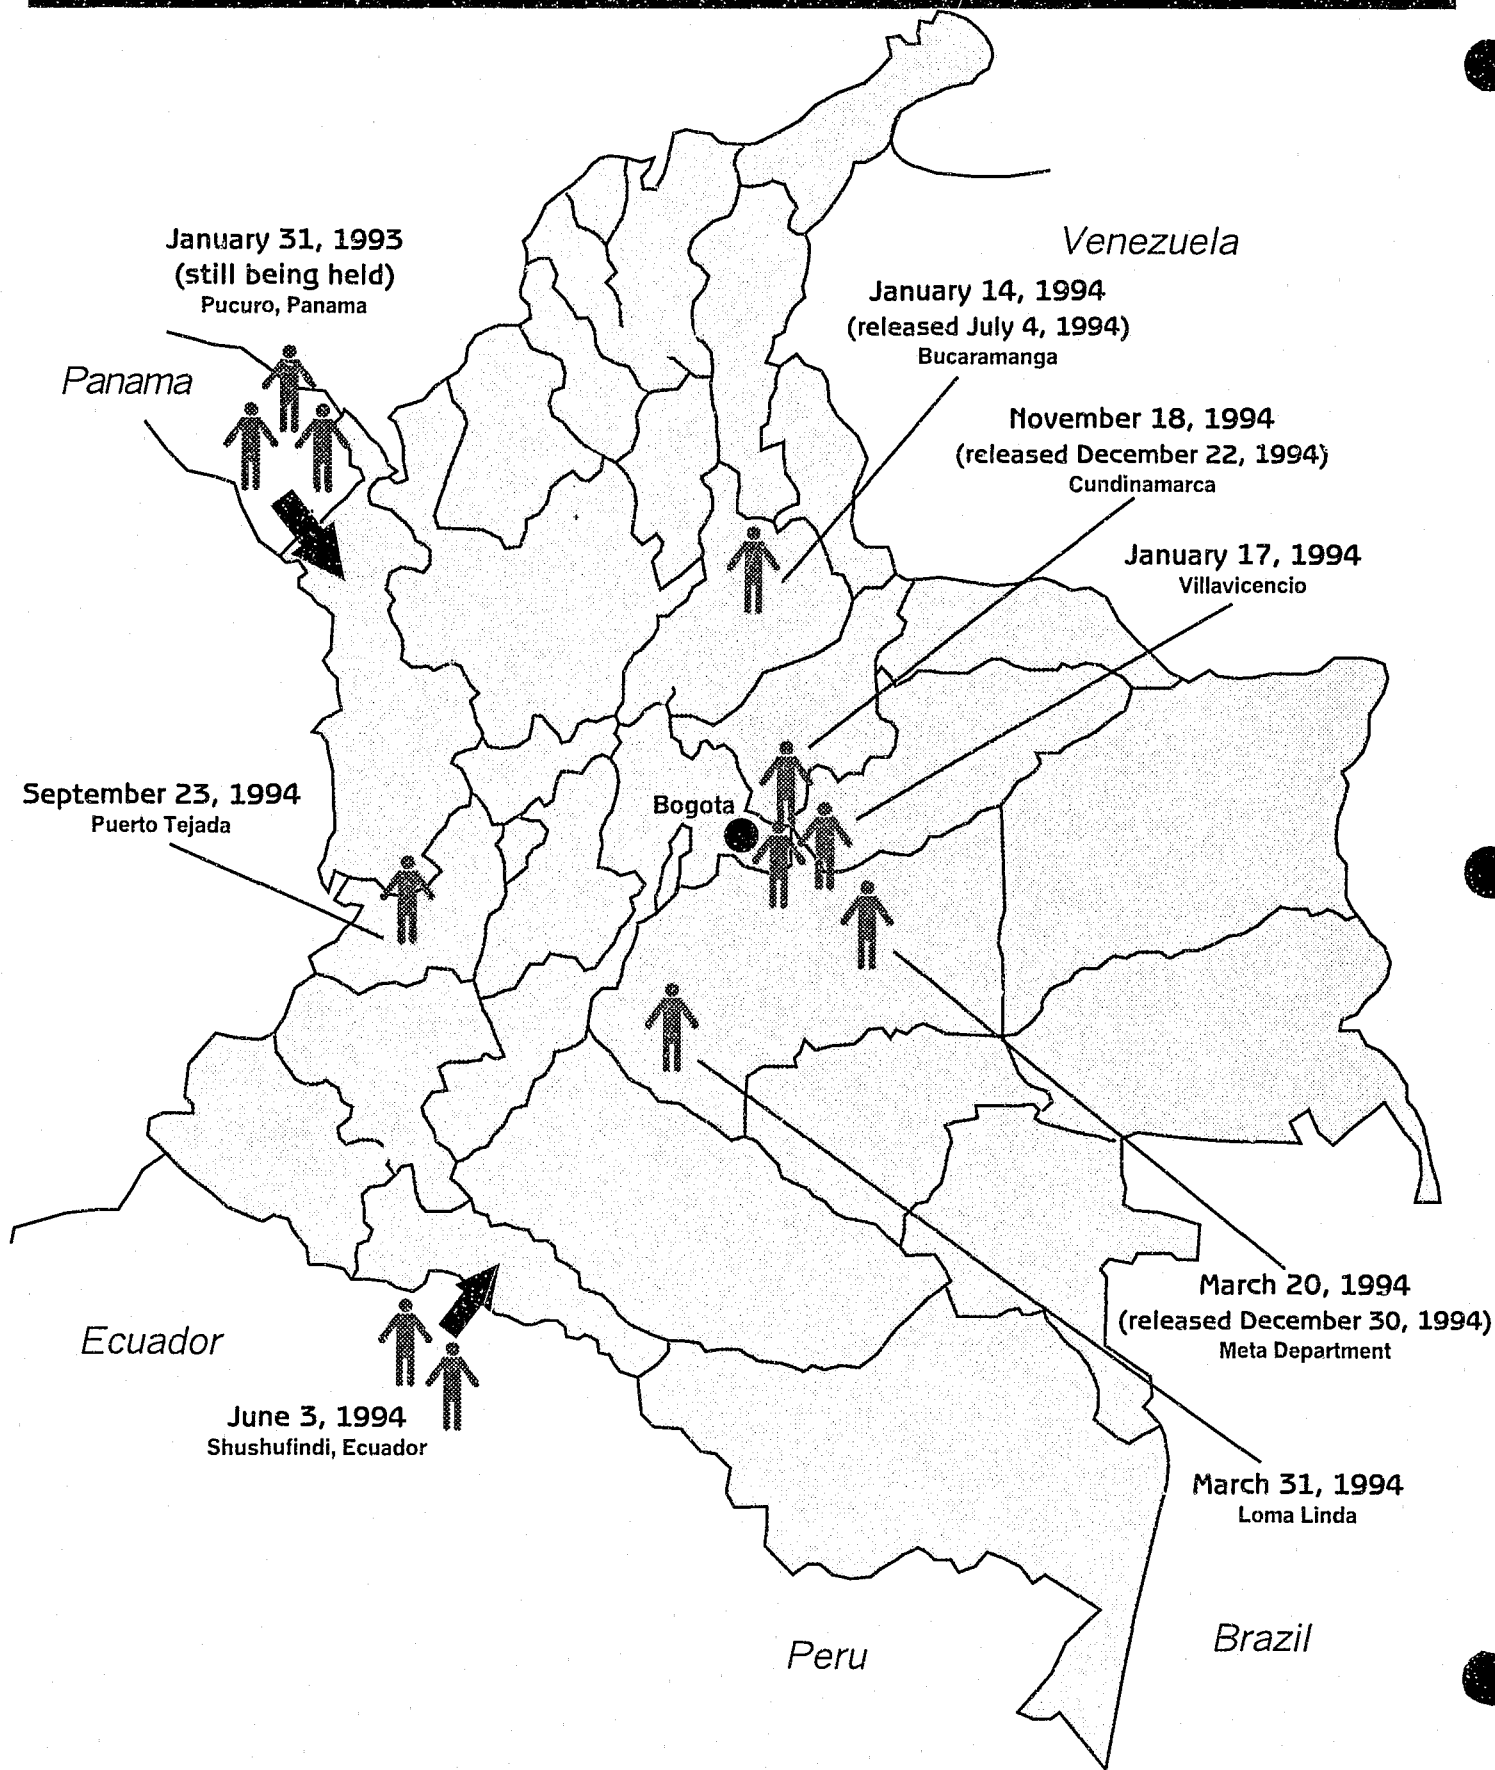 January 31, 1993
(still being held)
Pucuro, Panama
Venezuela
January 14, 1994
(released July 4, 1994)
Bucaramanga
Panama
November 18, 1994
(released December 22, 1994)
Cundinamarca
January 17, 1994
Villavicencio
September 23, 1994
Puerto Tejada
Bogota
March 20, 1994
(released December 30, 1994)
Meta Department
Ecuador
June 3, 1994
Shushufindi, Ecuador
March 31, 1994
Loma Linda
Peru
Brazil